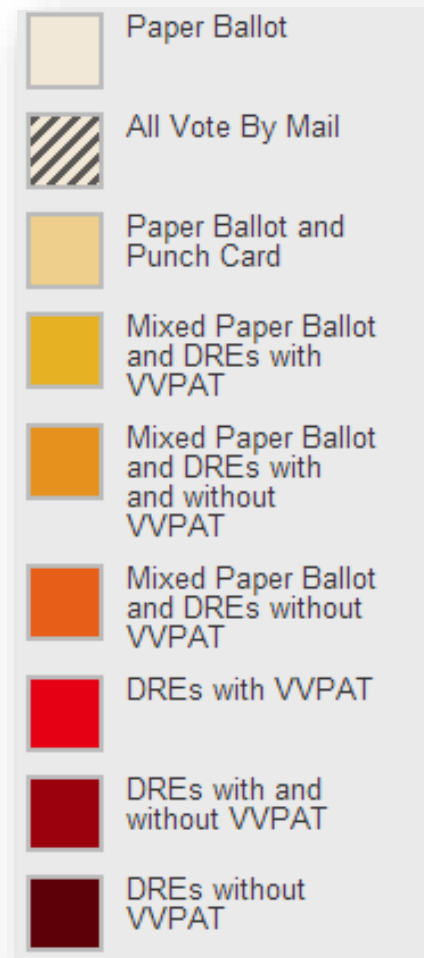 Paper Ballot
All Vote By Mail
Paper Ballot and
Punch Card
Mixed Paper Ballot
and DREs with
VVPAT
Mixed Paper Ballot
and DREs with
and without
VVPAT
Mixed Paper Ballot
and DREs without
VVPAT
DREs with VVPAT
DREs with and
without VVPAT
DREs without
VVPAT